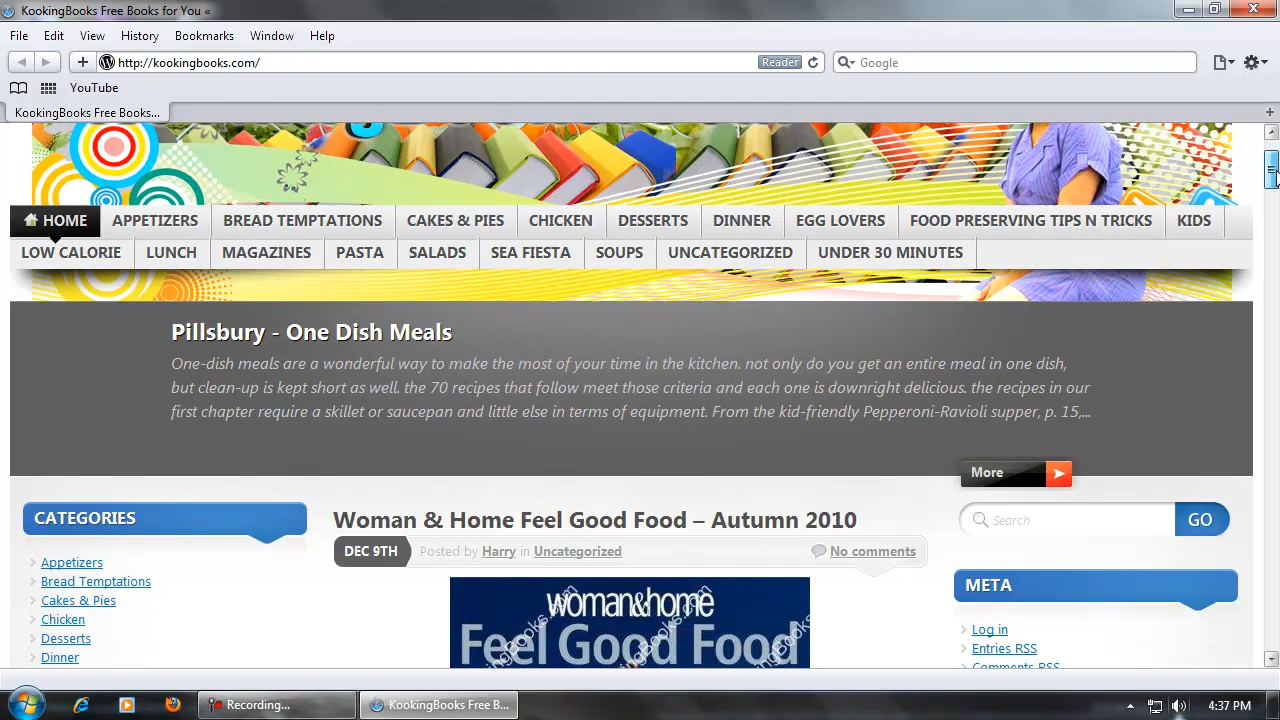 KookingBooks Free Books for You «
File Edit View History Bookmarks Window Help
http://kookingbooks.com/ Reader Google
YouTube
KookingBooks Free Books...
HOME APPETIZERS BREAD TEMPTATIONS CAKES & PIES CHICKEN DESSERTS DINNER EGG LOVERS FOOD PRESERVING TIPS N TRICKS KIDS
LOW CALORIE LUNCH MAGAZINES PASTA SALADS SEA FIESTA SOUPS UNCATEGORIZED UNDER 30 MINUTES
Pillsbury - One Dish Meals
One-dish meals are a wonderful way to make the most of your time in the kitchen. not only do you get an entire meal in one dish,
but clean-up is kept short as well. the 70 recipes that follow meet those criteria and each one is downright delicious. the recipes in our
first chapter require a skillet or saucepan and little else in terms of equipment. From the kid-friendly Pepperoni-Ravioli supper, p. 15,...
More
CATEGORIES
Appetizers
Bread Temptations
Cakes & Pies
Chicken
Desserts
Dinner
Woman & Home Feel Good Food – Autumn 2010
DEC 9TH Posted by Harry in Uncategorized No comments
woman&home
Feel Good Food
Search GO
META
Log in
Entries RSS
Comments RSS
Recording... KookingBooks Free B... 4:37 PM